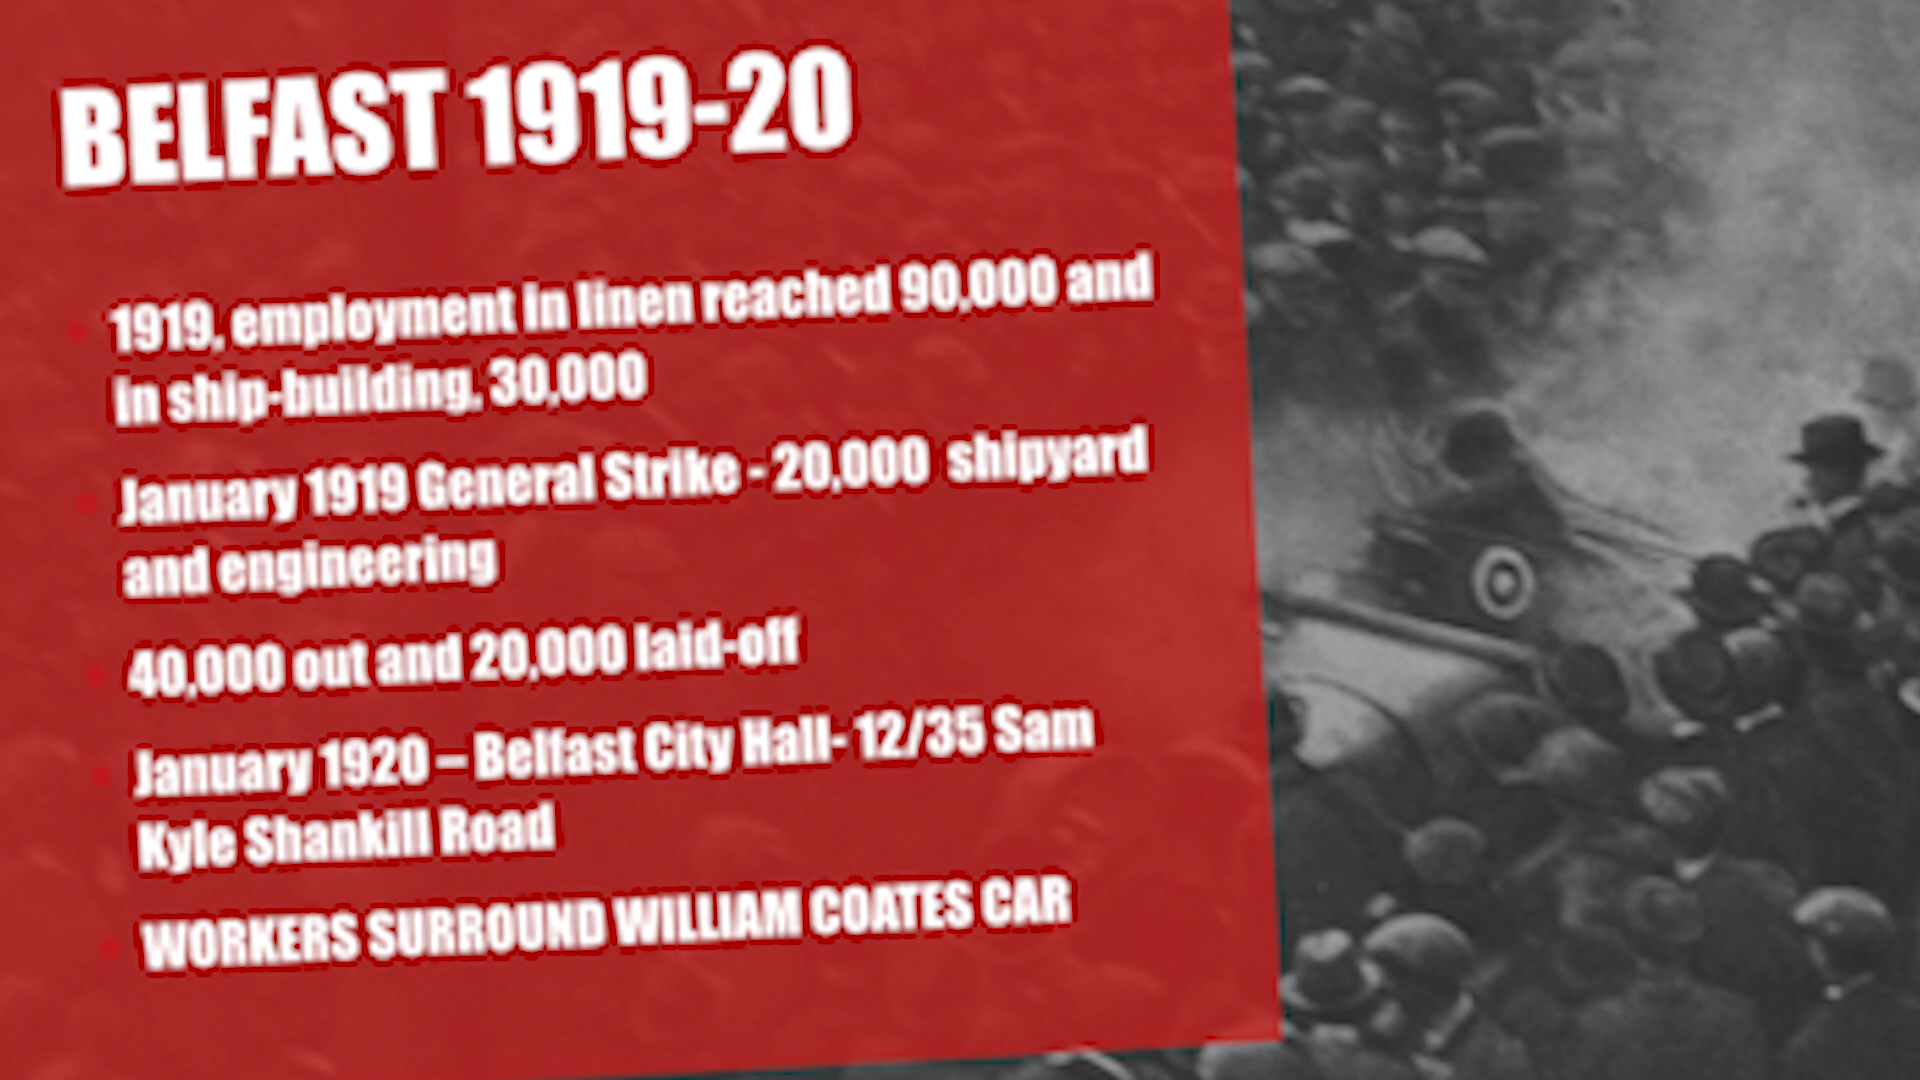 BELFAST 1919-20
1919, employment in linen reached 90,000 and
in ship-building, 30,000
January 1919 General Strike - 20,000 shipyard
and engineering
40,000 out and 20,000 laid-off
January 1920 – Belfast City Hall- 12/35 Sam
Kyle Shankill Road
WORKERS SURROUND WILLIAM COATES CAR